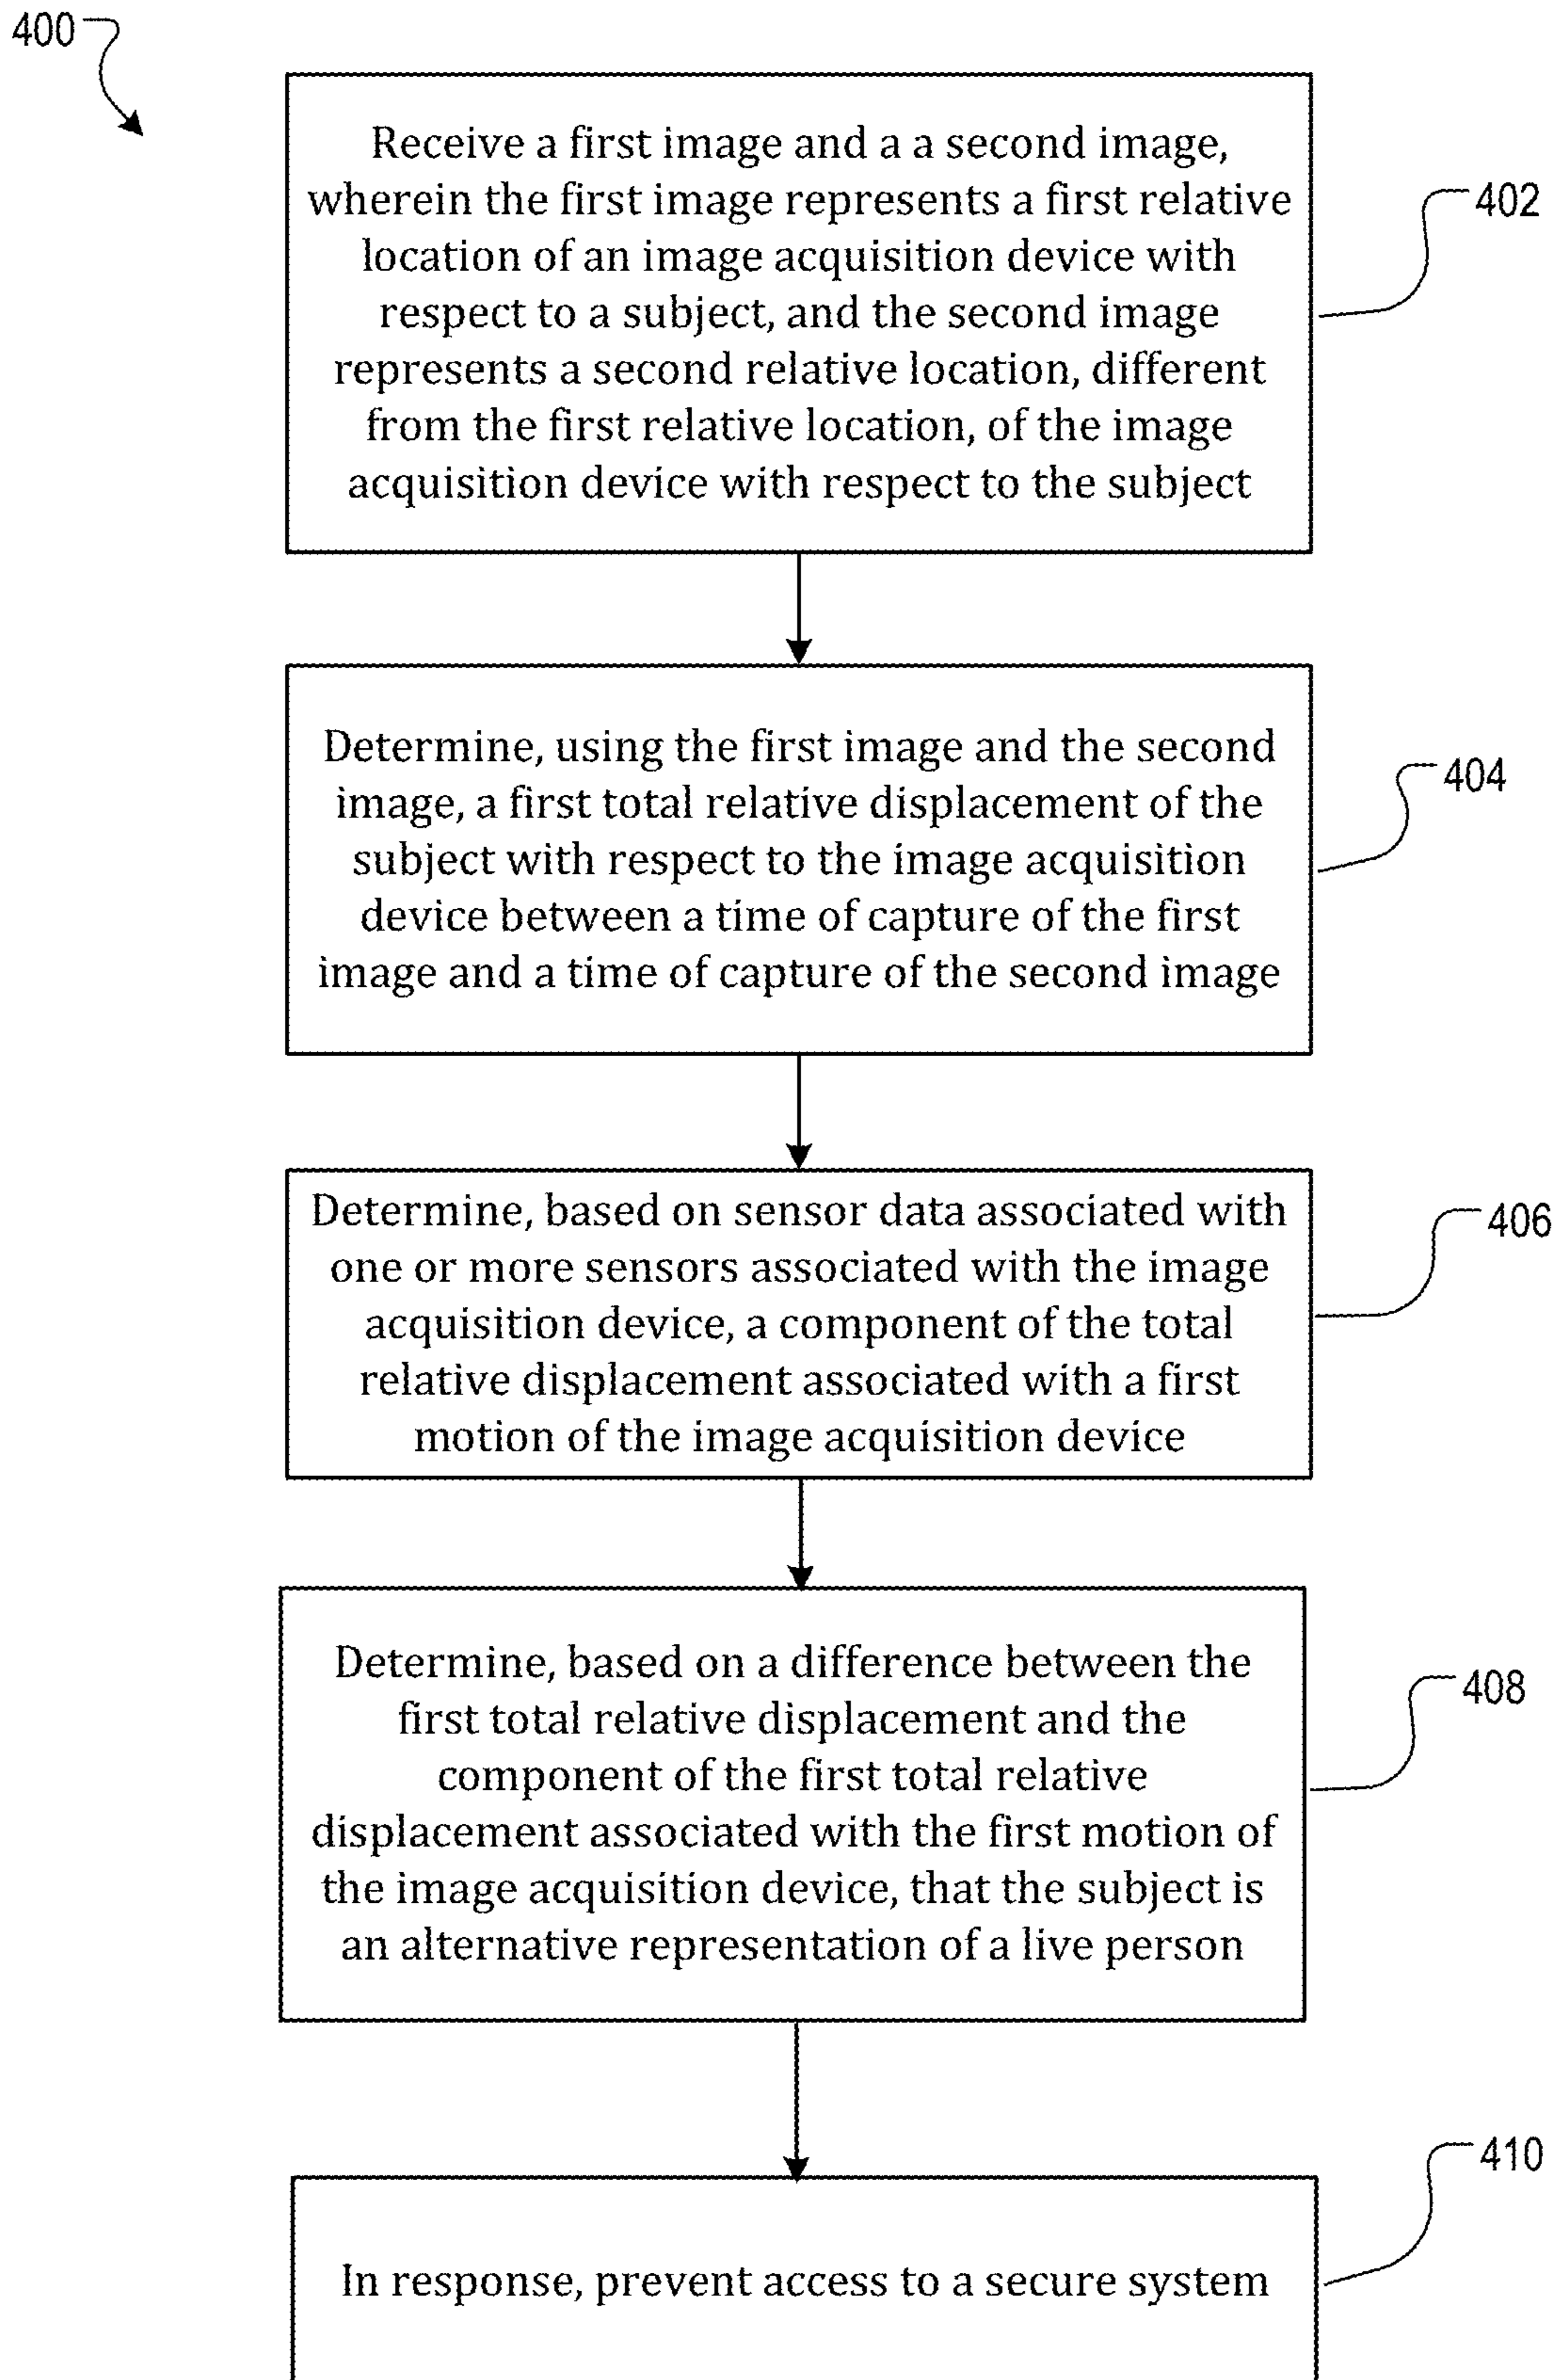 400
Receive a first image and a a second image,
wherein the first image represents a first relative
location of an image acquisition device with
respect to a subject, and the second image
represents a second relative location, different
from the first relative location, of the image
acquisition device with respect to the subject
402
Determine, using the first image and the second
image, a first total relative displacement of the
subject with respect to the image acquisition
device between a time of capture of the first
image and a time of capture of the second image
404
Determine, based on sensor data associated with
one or more sensors associated with the image
acquisition device, a component of the total
relative displacement associated with a first
motion of the image acquisition device
406
Determine, based on a difference between the
first total relative displacement and the
component of the first total relative
displacement associated with the first motion of
the image acquisition device, that the subject is
an alternative representation of a live person
408
In response, prevent access to a secure system
410